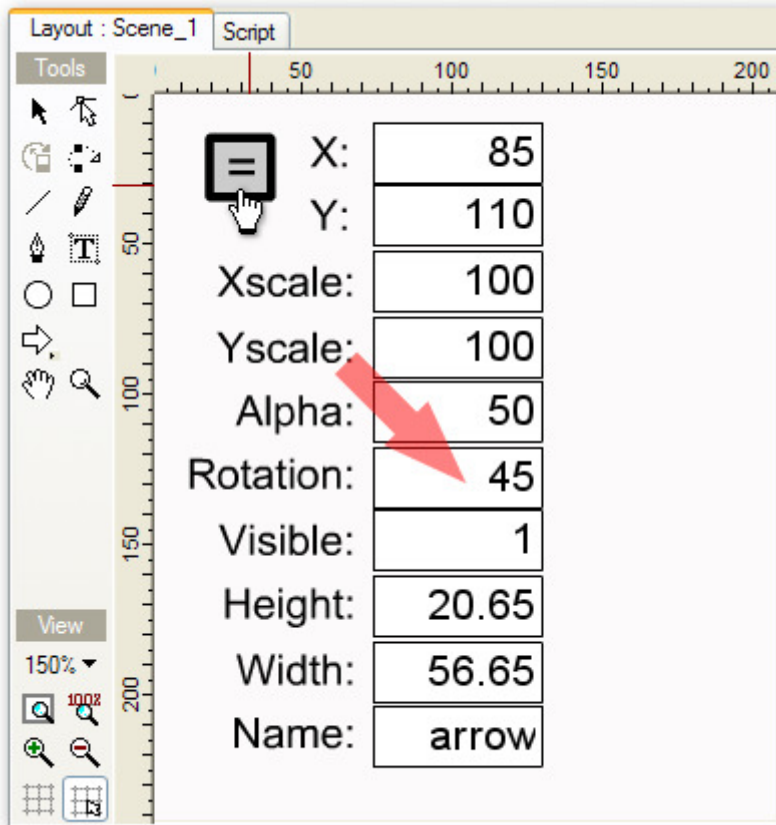 Layout : Scene_1 Script
Tools
50 100 150 200
= X: 85
Y: 110
50
Xscale: 100
Yscale: 100
100
Alpha: 50
Rotation: 45
150
Visible: 1
Height: 20.65
View
150%
Width: 56.65
200
100%
Name: arrow